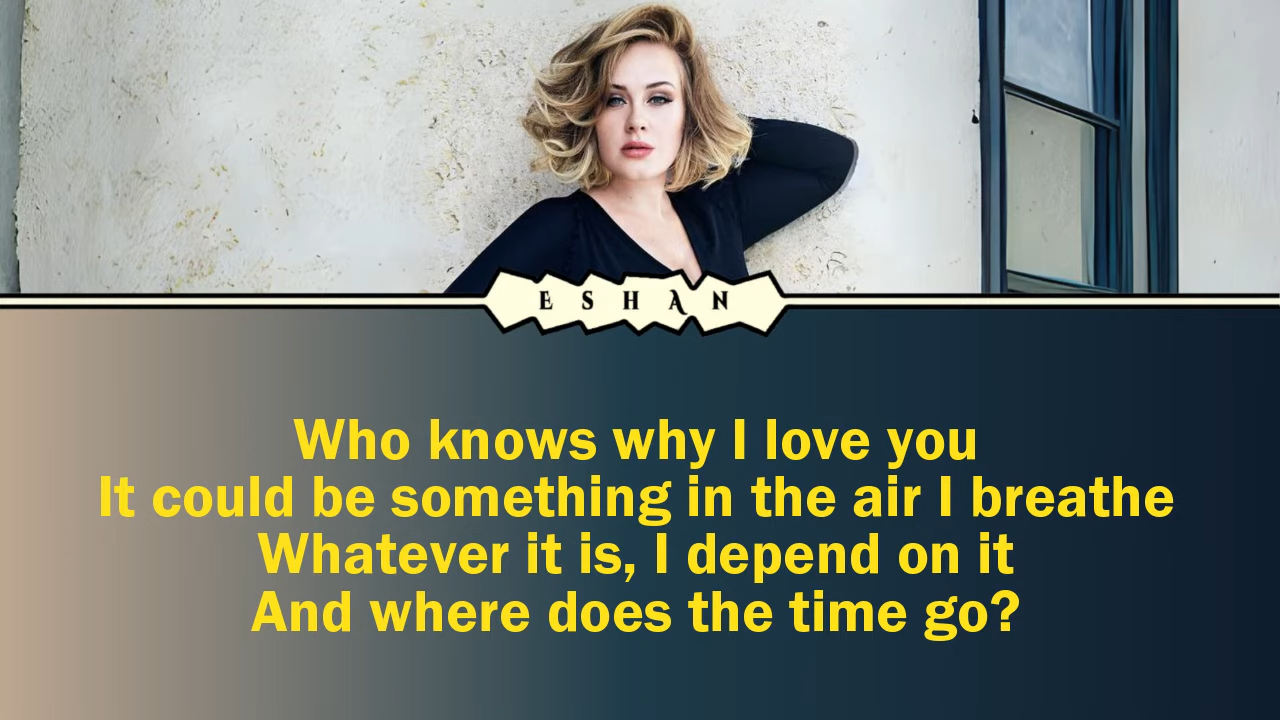 ESHAN
Who knows why I love you
It could be something in the air I breathe
Whatever it is, I depend on it
And where does the time go?